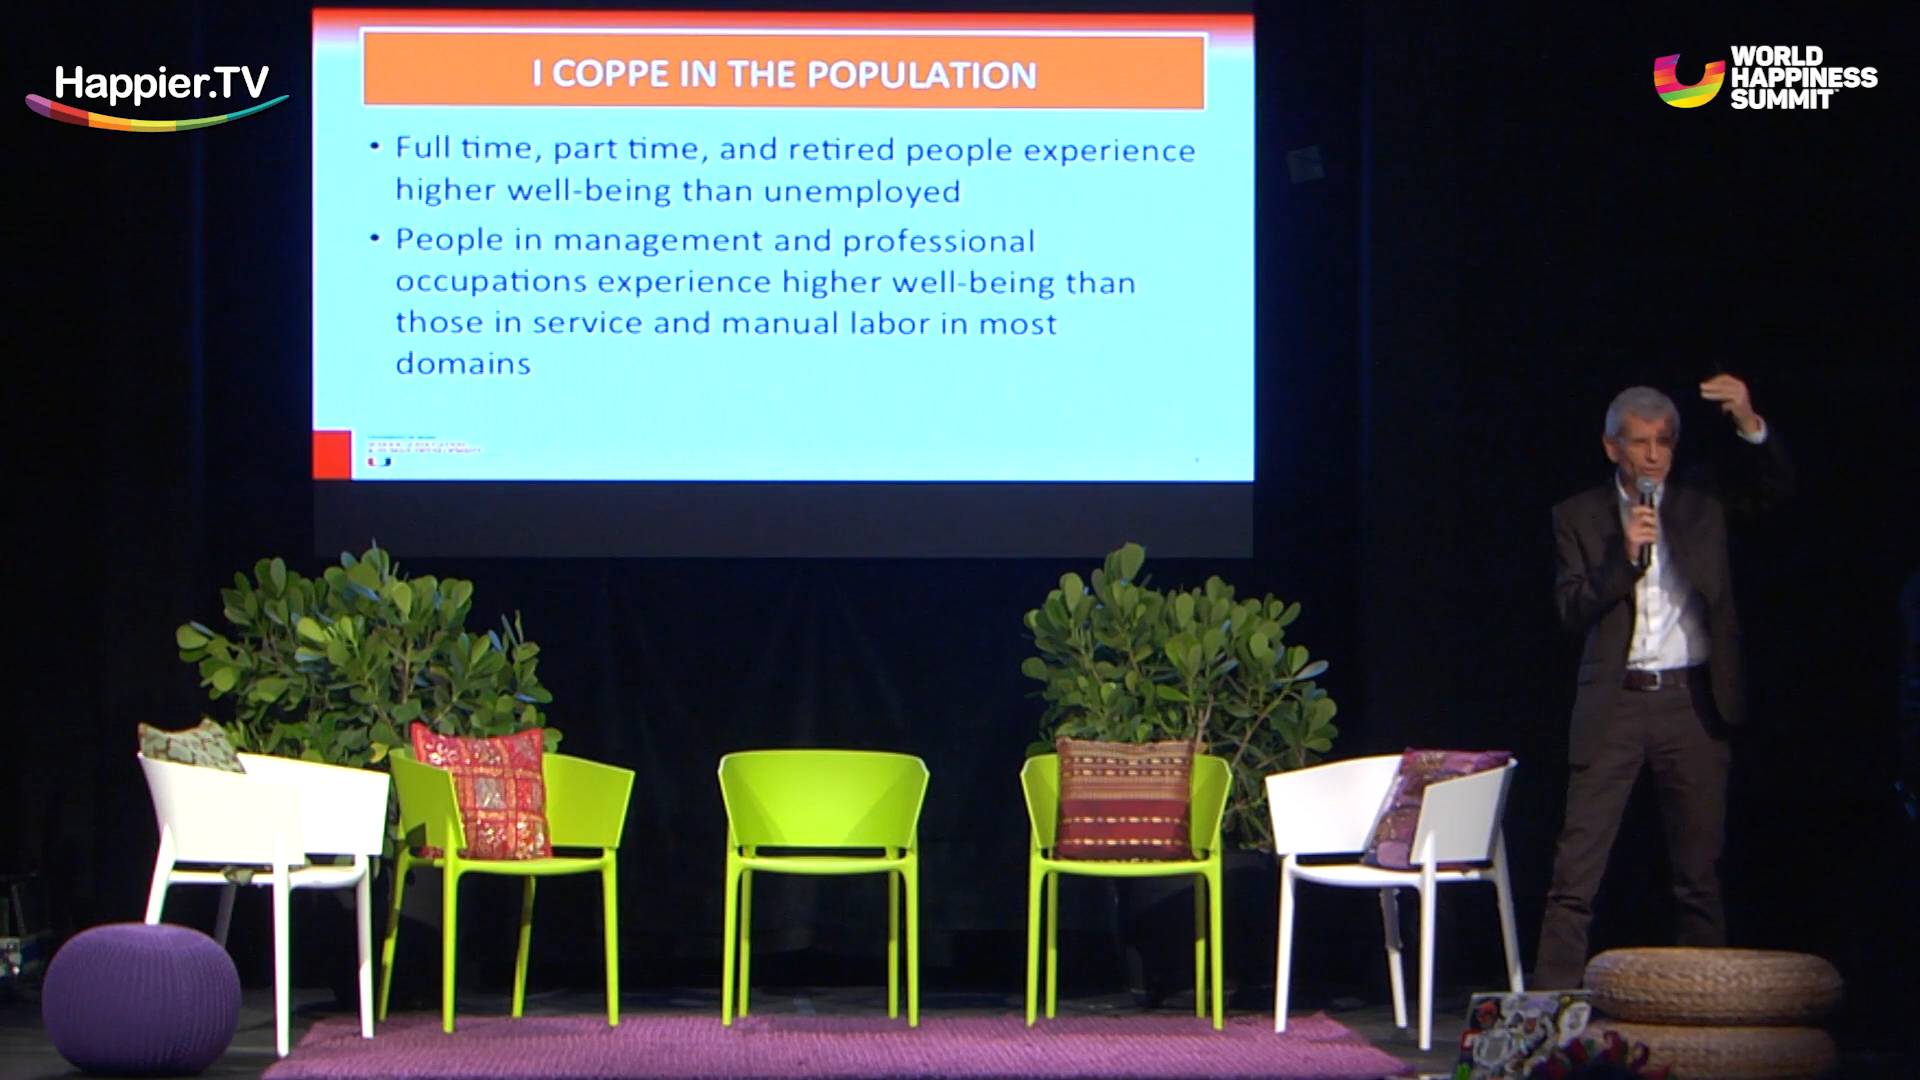 Happier.TV
WORLD
HAPPINESS
SUMMIT
I COPPE IN THE POPULATION
• Full time, part time, and retired people experience
higher well-being than unemployed
• People in management and professional
occupations experience higher well-being than
those in service and manual labor in most
domains